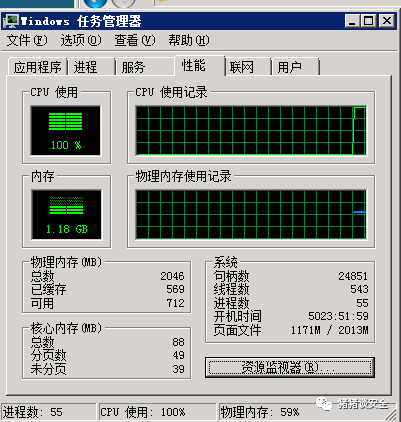 Windows 任务管理器
文件(F) 选项(O) 查看(V) 帮助(H)
应用程序 进程 服务 性能 联网 用户
CPU 使用 CPU 使用记录
100 %
内存 物理内存使用记录
1.18 GB
物理内存(MB)
总数 2046
已缓存 569
可用 712
核心内存(MB)
总数 88
分页数 49
未分页 39
系统
句柄数 24851
线程数 543
进程数 55
开机时间 5023:51:59
页面文件 1171M / 2013M
资源监视器(R)...
进程数: 55 CPU 使用: 100% 物理内存: 59%
猪猪谈安全